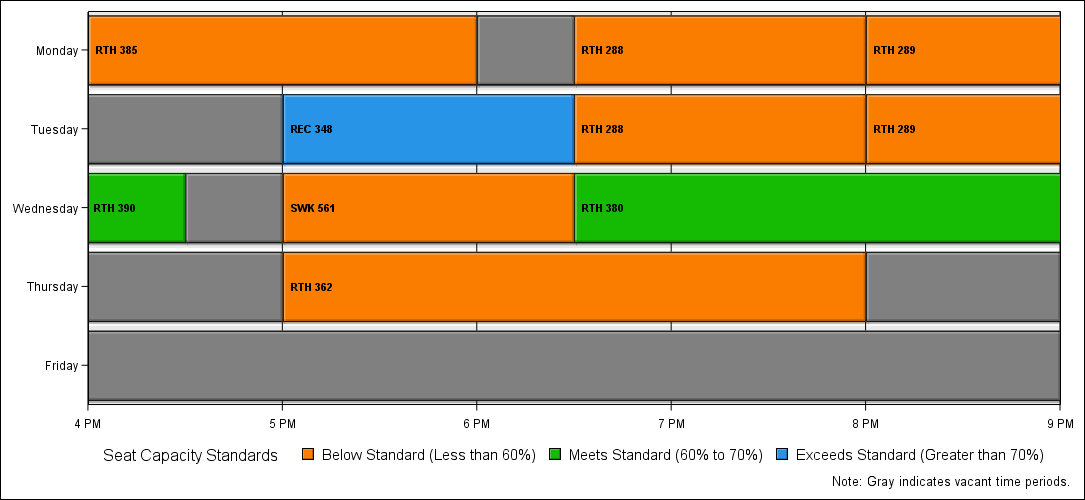 Monday RTH 385 RTH 288 RTH 289
Tuesday REC 348 RTH 288 RTH 289
Wednesday RTH 390 SWK 561 RTH 380
Thursday RTH 362
Friday
4 PM 5 PM 6 PM 7 PM 8 PM 9 PM
Seat Capacity Standards Below Standard (Less than 60%) Meets Standard (60% to 70%) Exceeds Standard (Greater than 70%)
Note: Gray indicates vacant time periods.